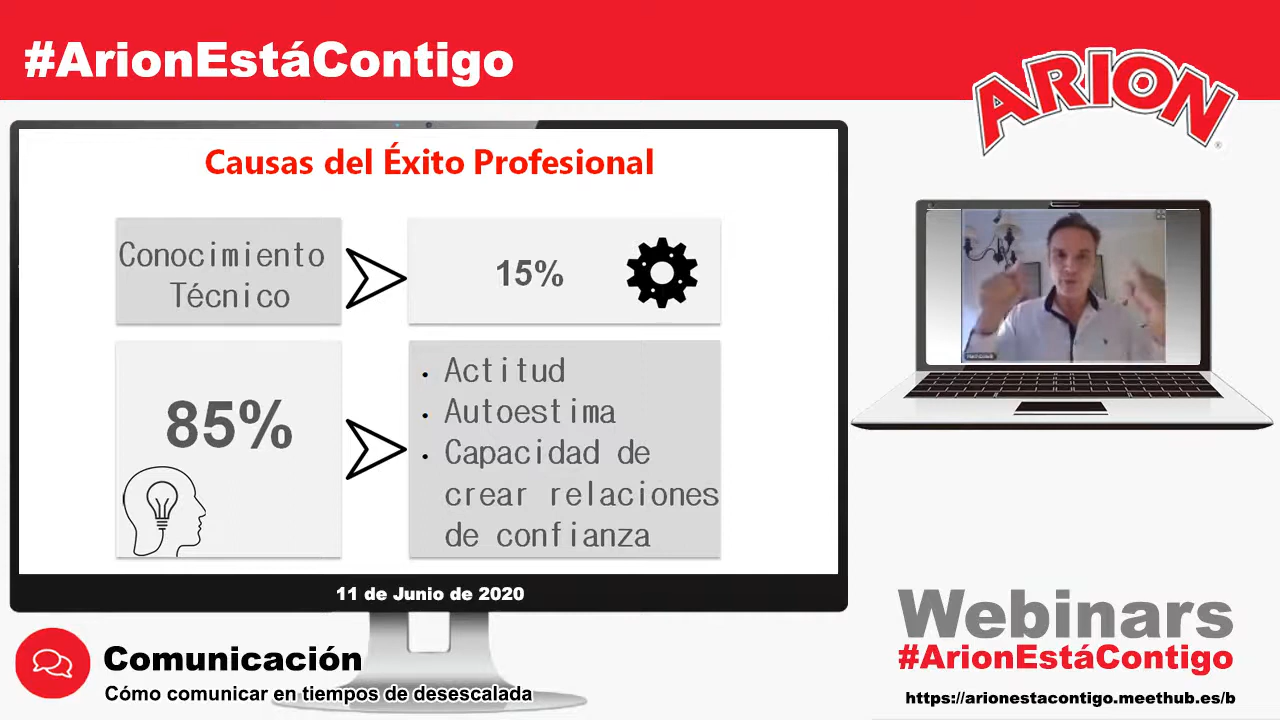 #ArionEstáContigo
ARION
®
Causas del Éxito Profesional
Conocimiento
Técnico
15%
85%
• Actitud
• Autoestima
• Capacidad de
crear relaciones
de confianza
11 de Junio de 2020
Comunicación
Cómo comunicar en tiempos de desescalada
Webinars
#ArionEstáContigo
https://arionestacontigo.meethub.es/b